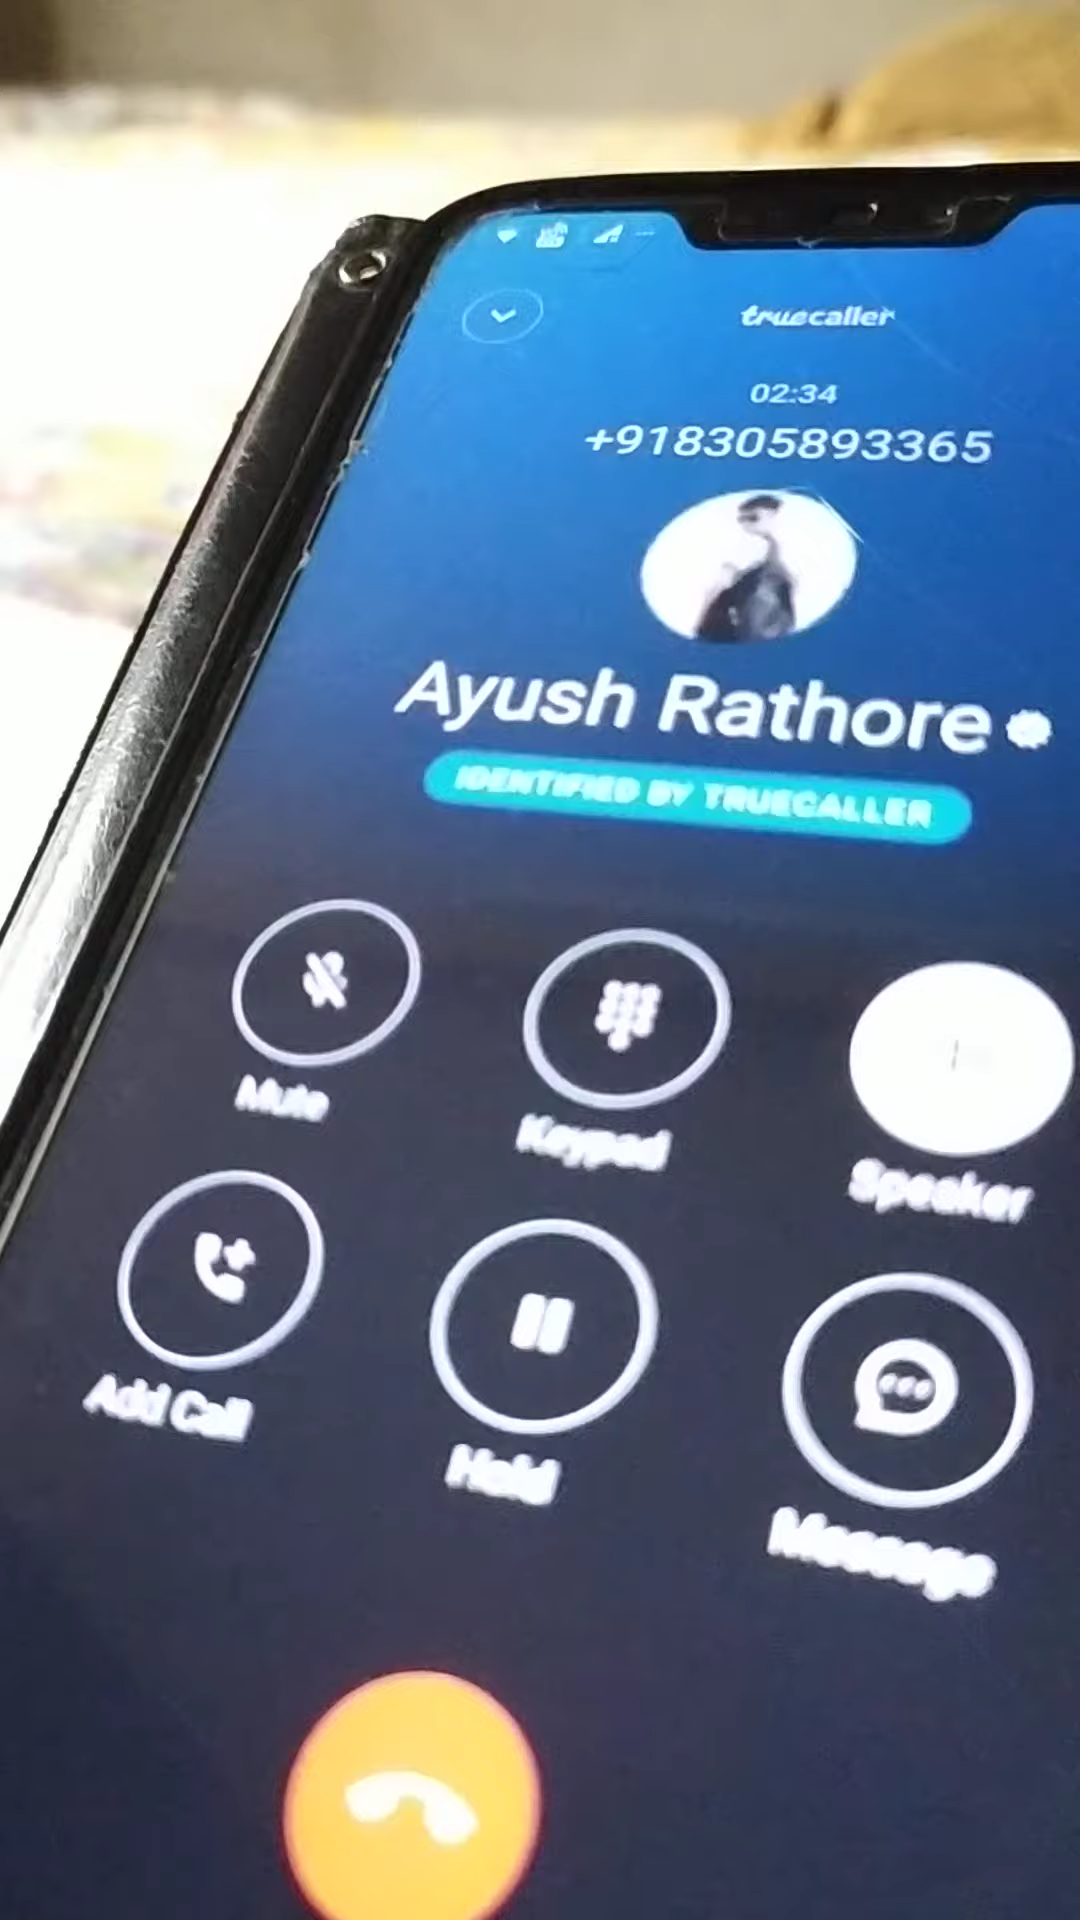 truecaller
02:34
+918305893365
Ayush Rathore
IDENTIFIED BY TRUECALLER
Mute
Keypad
Speaker
Add Call
Hold
Message